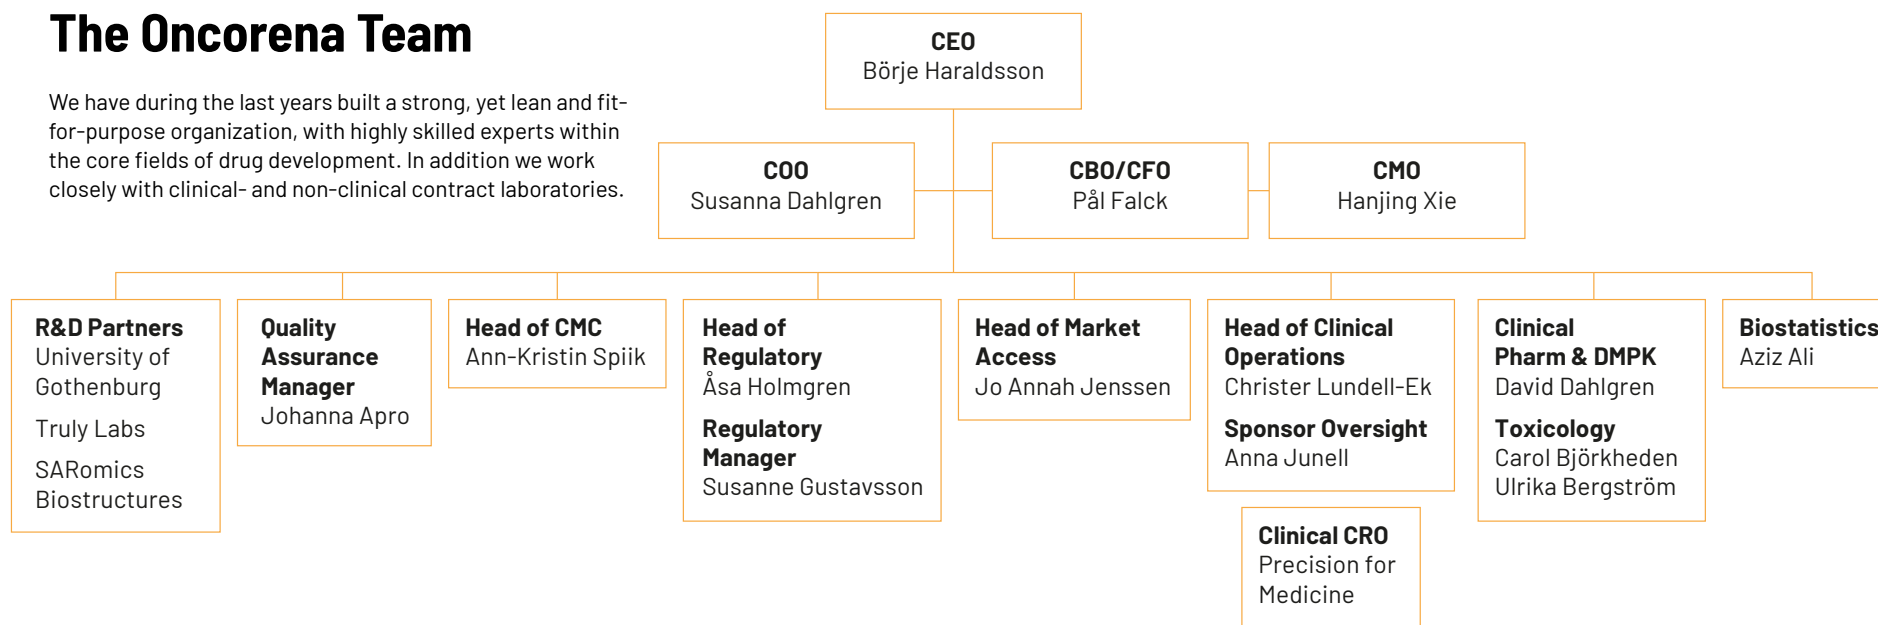 The Oncorena Team
We have during the last years built a strong, yet lean and fit-
for-purpose organization, with highly skilled experts within
the core fields of drug development. In addition we work
closely with clinical- and non-clinical contract laboratories.
CEO
Börje Haraldsson
COO
Susanna Dahlgren
CBO/CFO
Pål Falck
CMO
Hanjing Xie
R&D Partners
University of
Gothenburg
Truly Labs
SARomics
Biostructures
Quality
Assurance
Manager
Johanna Apro
Head of CMC
Ann-Kristin Spiik
Head of
Regulatory
Åsa Holmgren
Regulatory
Manager
Susanne Gustavsson
Head of Market
Access
Jo Annah Jenssen
Head of Clinical
Operations
Christer Lundell-Ek
Sponsor Oversight
Anna Junell
Clinical CRO
Precision for
Medicine
Clinical
Pharm & DMPK
David Dahlgren
Toxicology
Carol Björkheden
Ulrika Bergström
Biostatistics
Aziz Ali